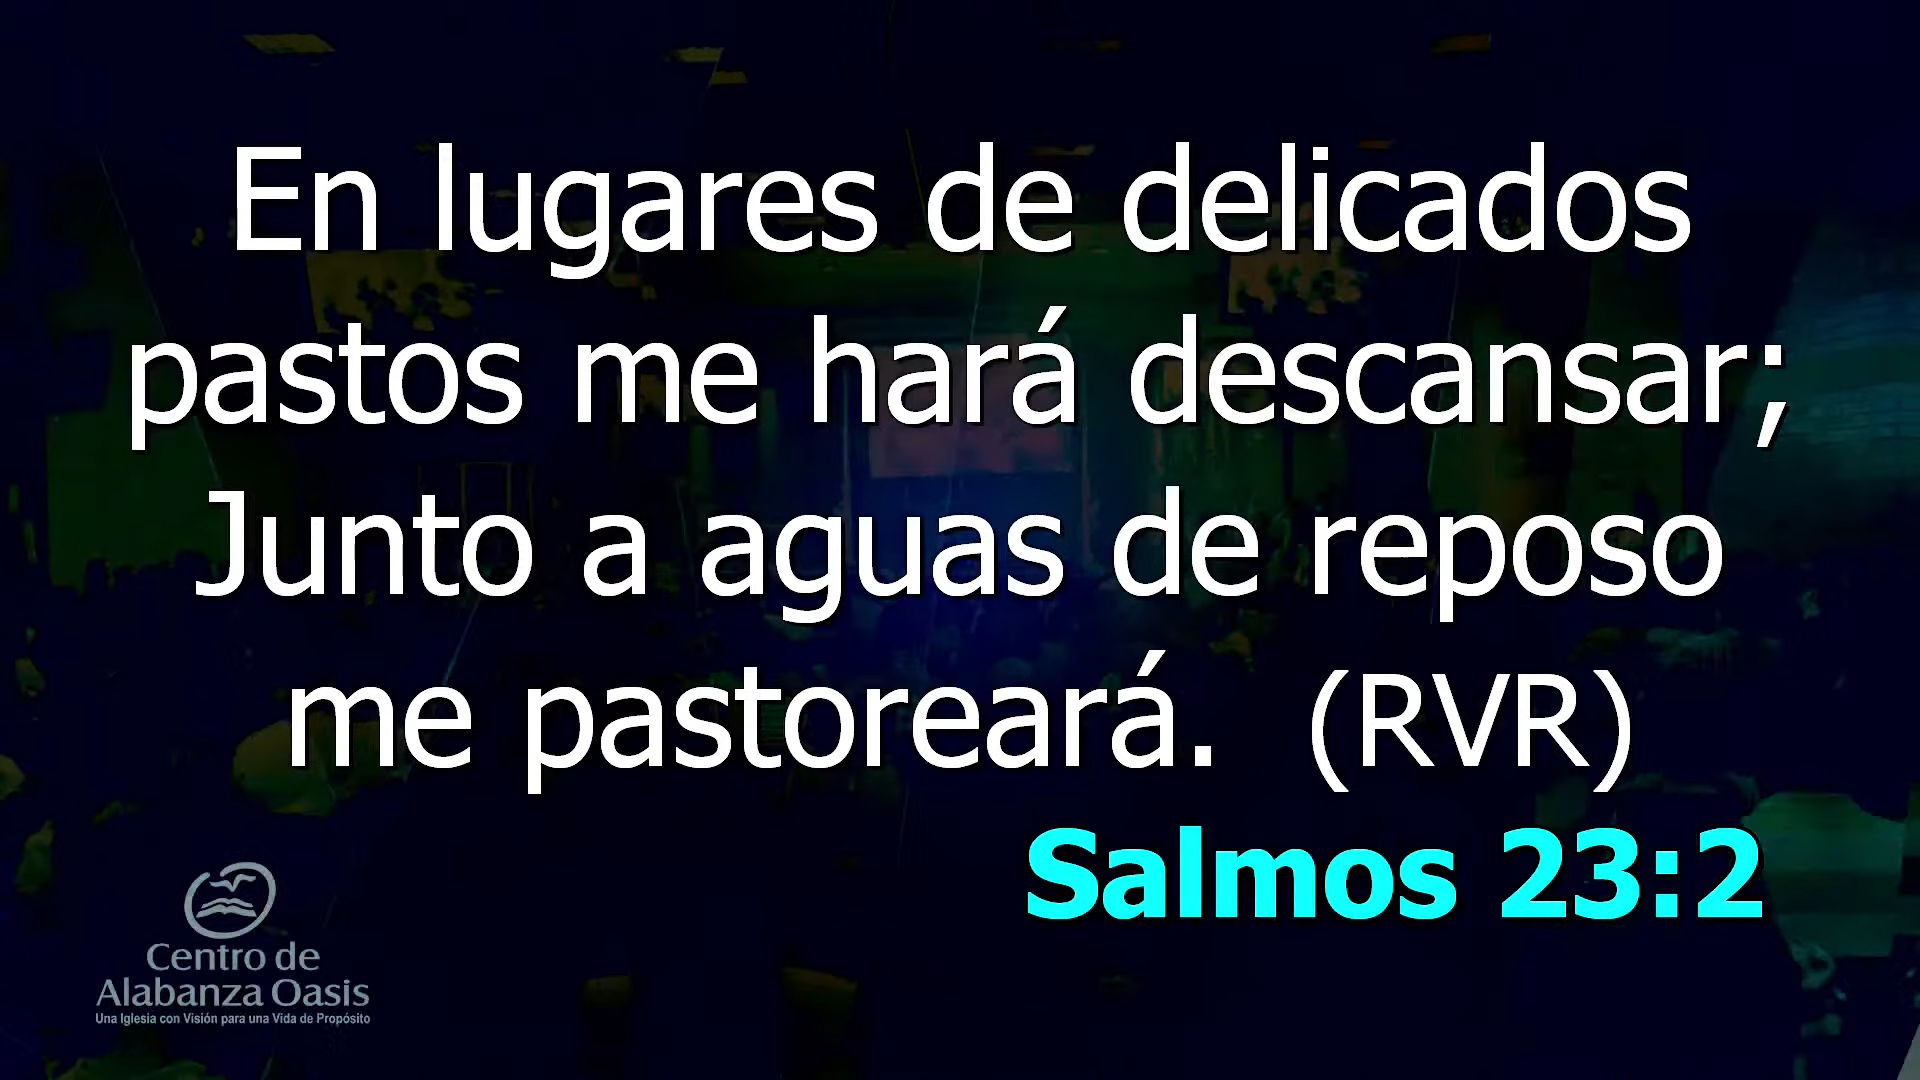 En lugares de delicados
pastos me hará descansar;
Junto a aguas de reposo
me pastoreará.  (RVR)
Salmos 23:2
Centro de
Alabanza Oasis
Una Iglesia con Visión para una Vida de Propósito